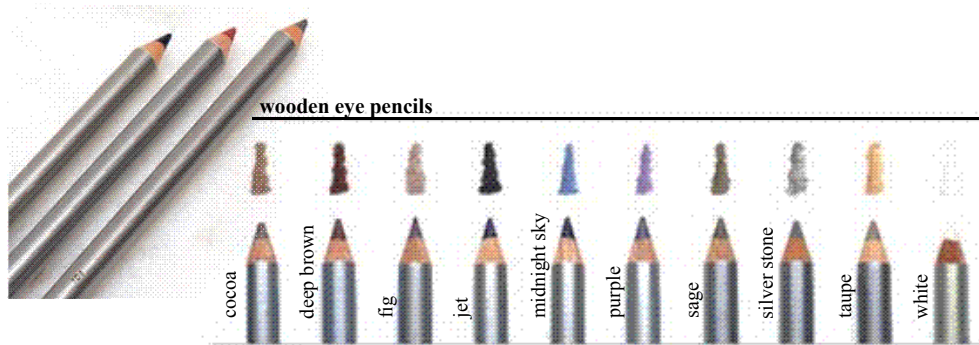 wooden eye pencils
cocoa
deep brown
fig
jet
midnight sky
purple
sage
silver stone
taupe
white